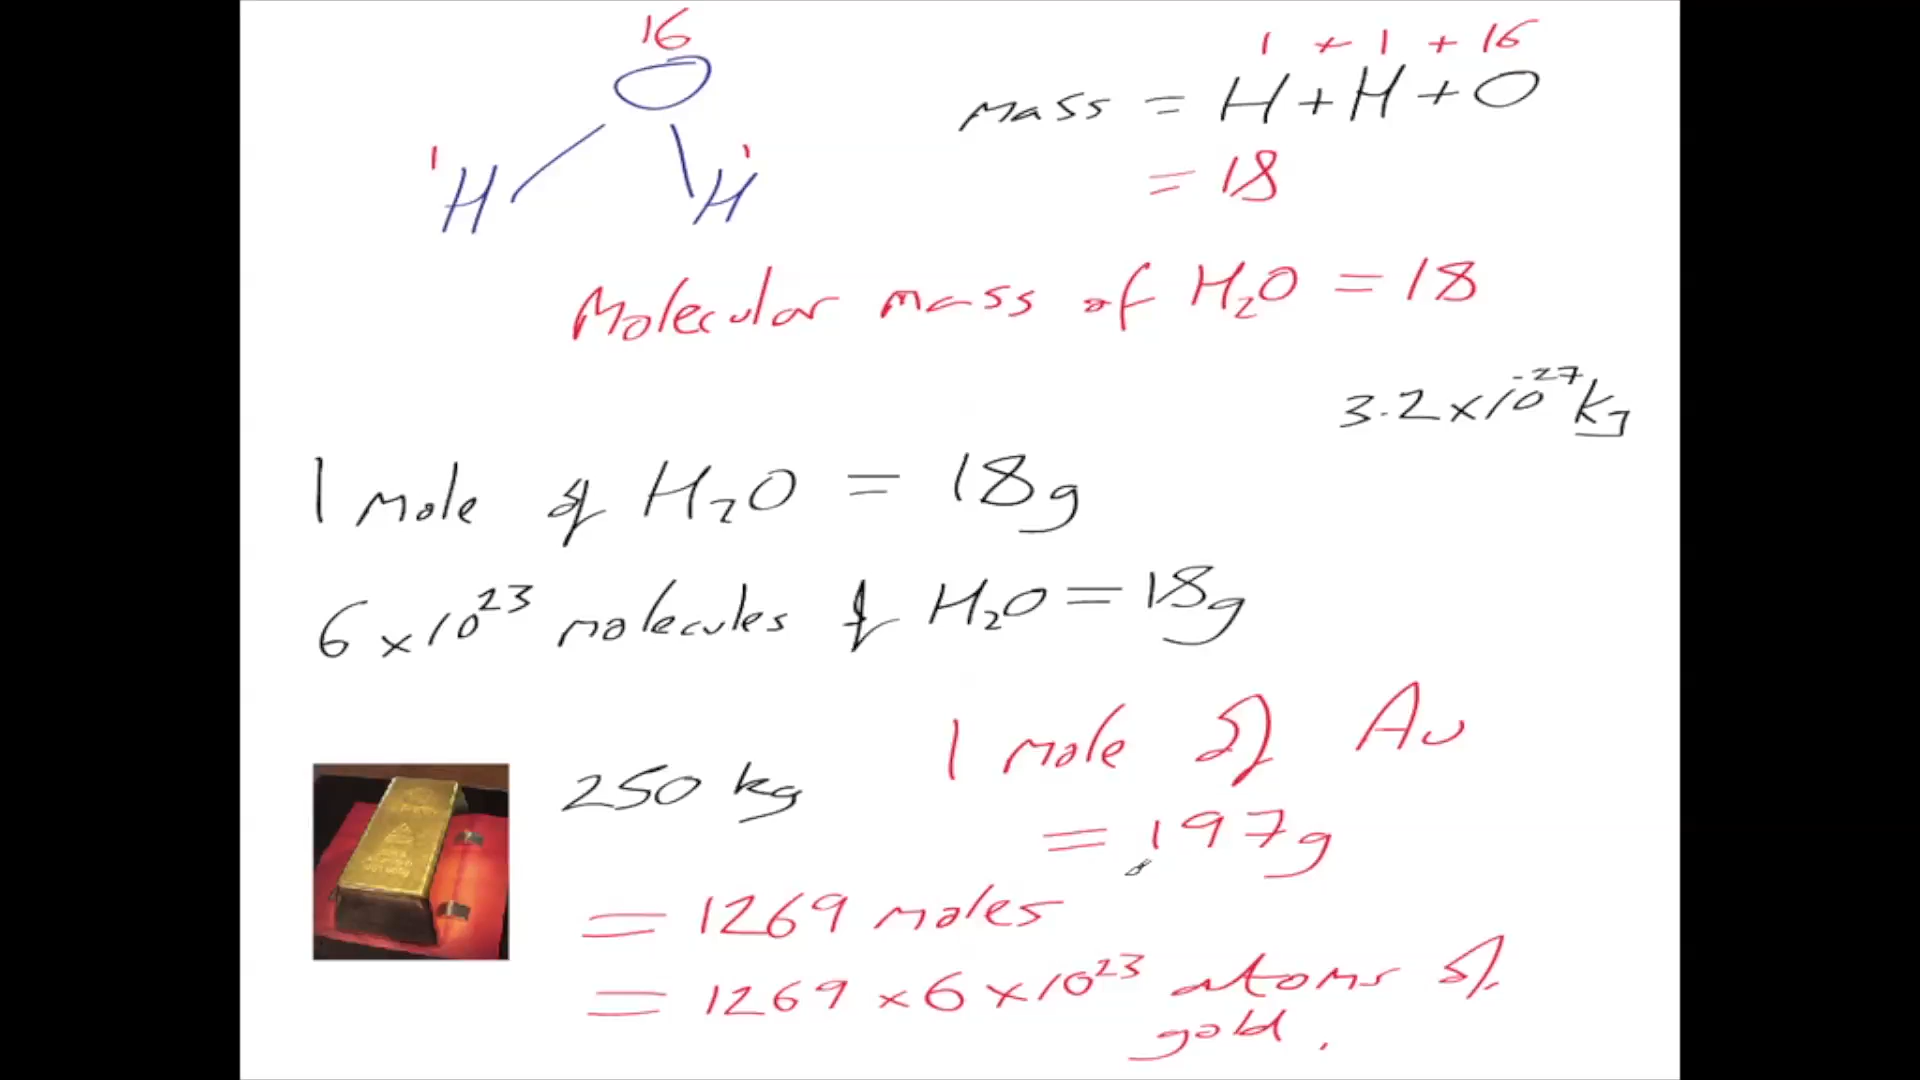 16
1 + 1 + 16
O
mass = H + H + O
1 H 1 H
= 18
Molecular mass of H₂O = 18
3.2 x 10⁻²⁷ kg
1 mole of H₂O = 18g
6 x 10²³ molecules of H₂O = 18g
1 mole of Au
250 kg
= 197g
= 1269 moles
= 1269 x 6 x 10²³ atoms of
gold.